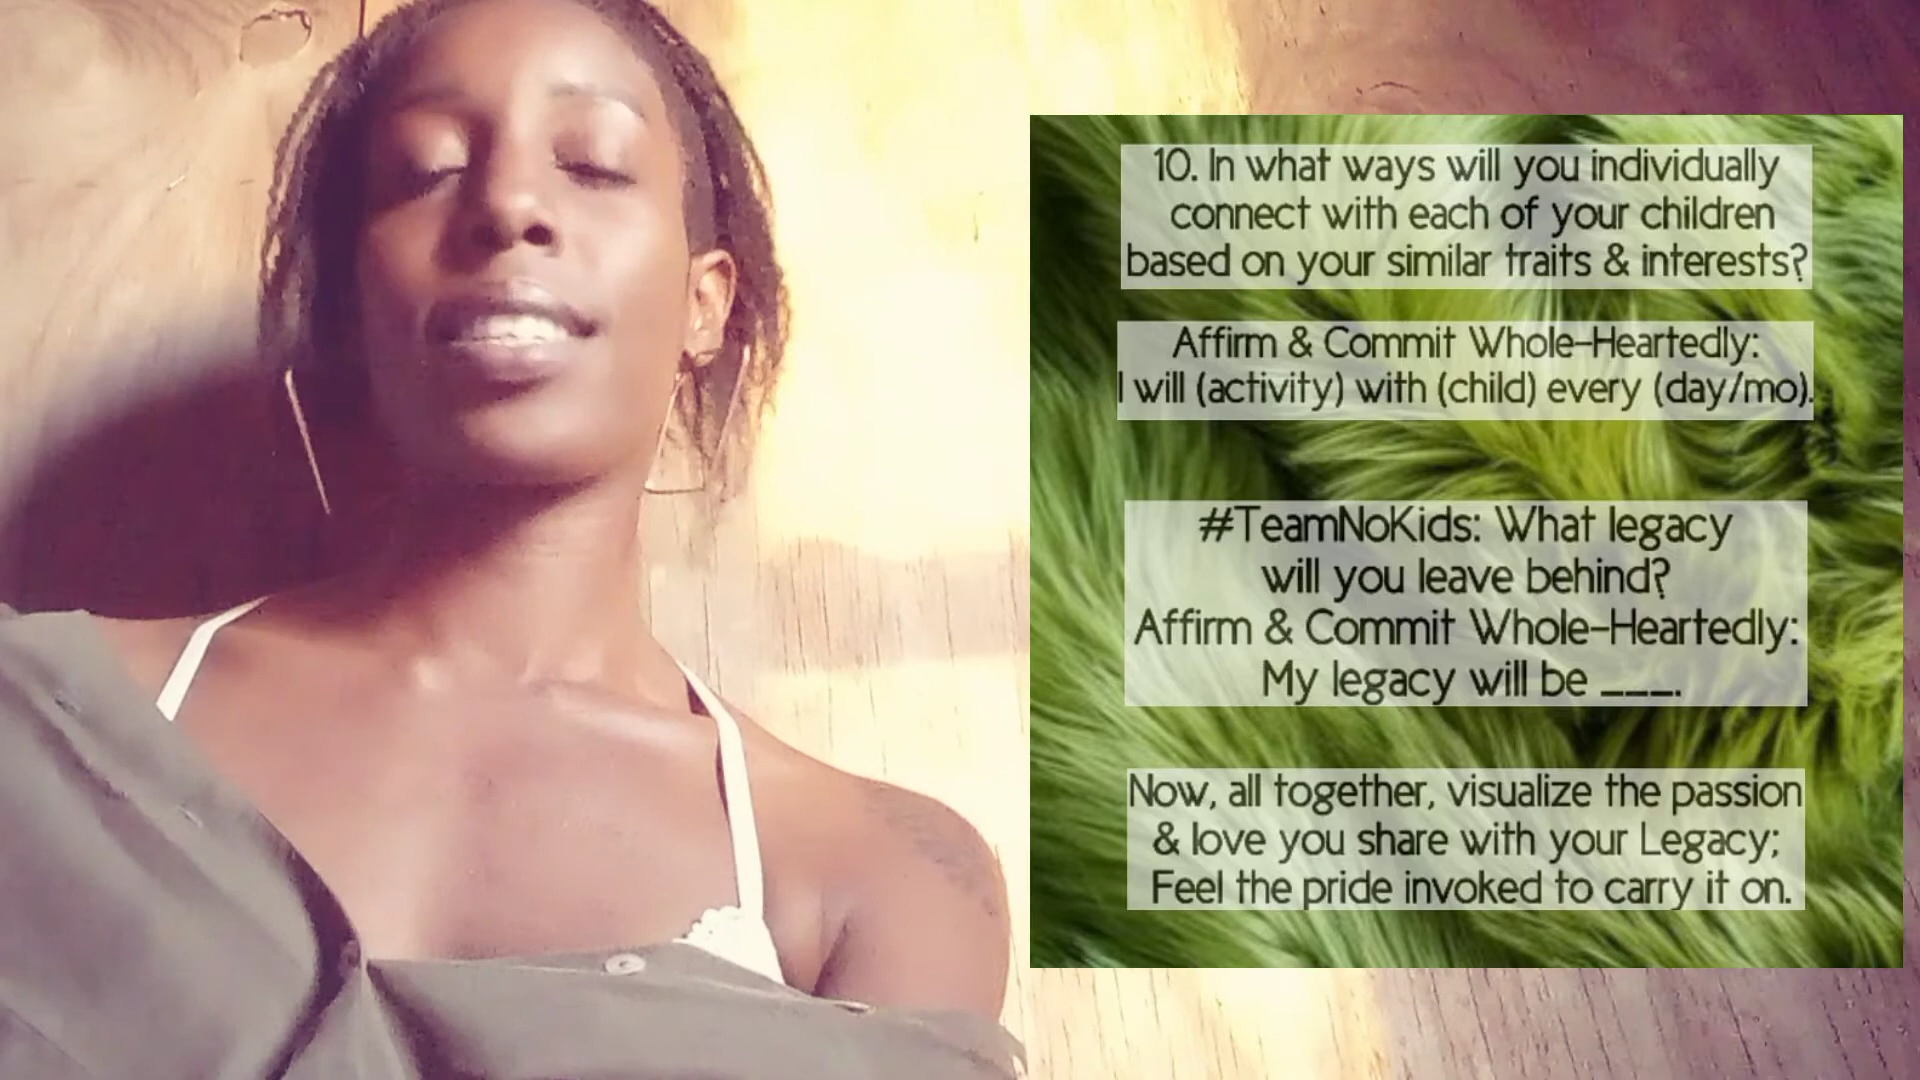 10. In what ways will you individually
connect with each of your children
based on your similar traits & interests?
Affirm & Commit Whole-Heartedly:
I will (activity) with (child) every (day/mo).
#TeamNoKids: What legacy
will you leave behind?
Affirm & Commit Whole-Heartedly:
My legacy will be ___.
Now, all together, visualize the passion
& love you share with your Legacy;
Feel the pride invoked to carry it on.